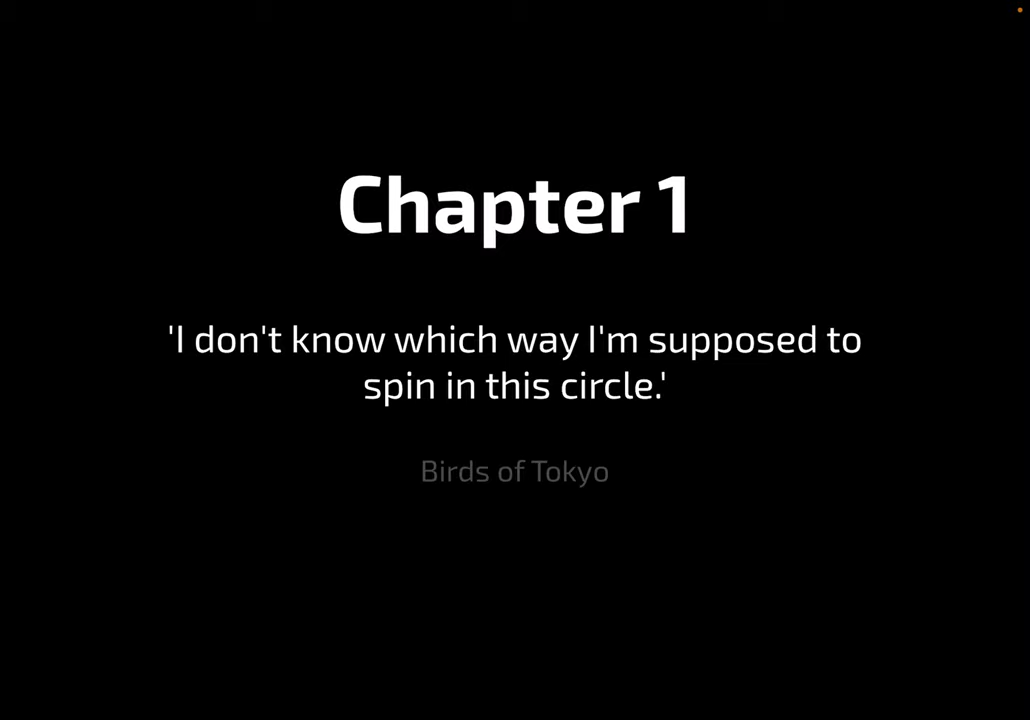 Chapter 1
'I don't know which way I'm supposed to
spin in this circle.'
Birds of Tokyo